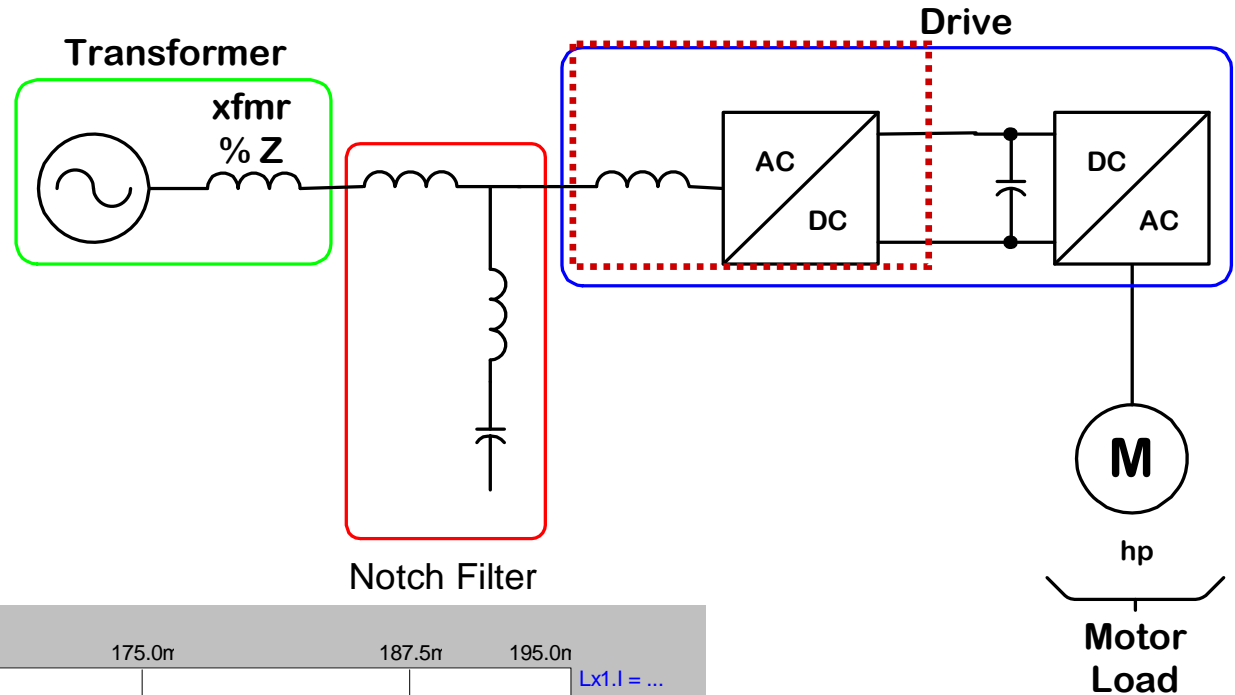 Drive
Transformer
xfmr
% Z
AC
DC
DC
AC
M
hp
Notch Filter
Motor
Load
175.0m
187.5m
195.0m
Lx1.I = ...